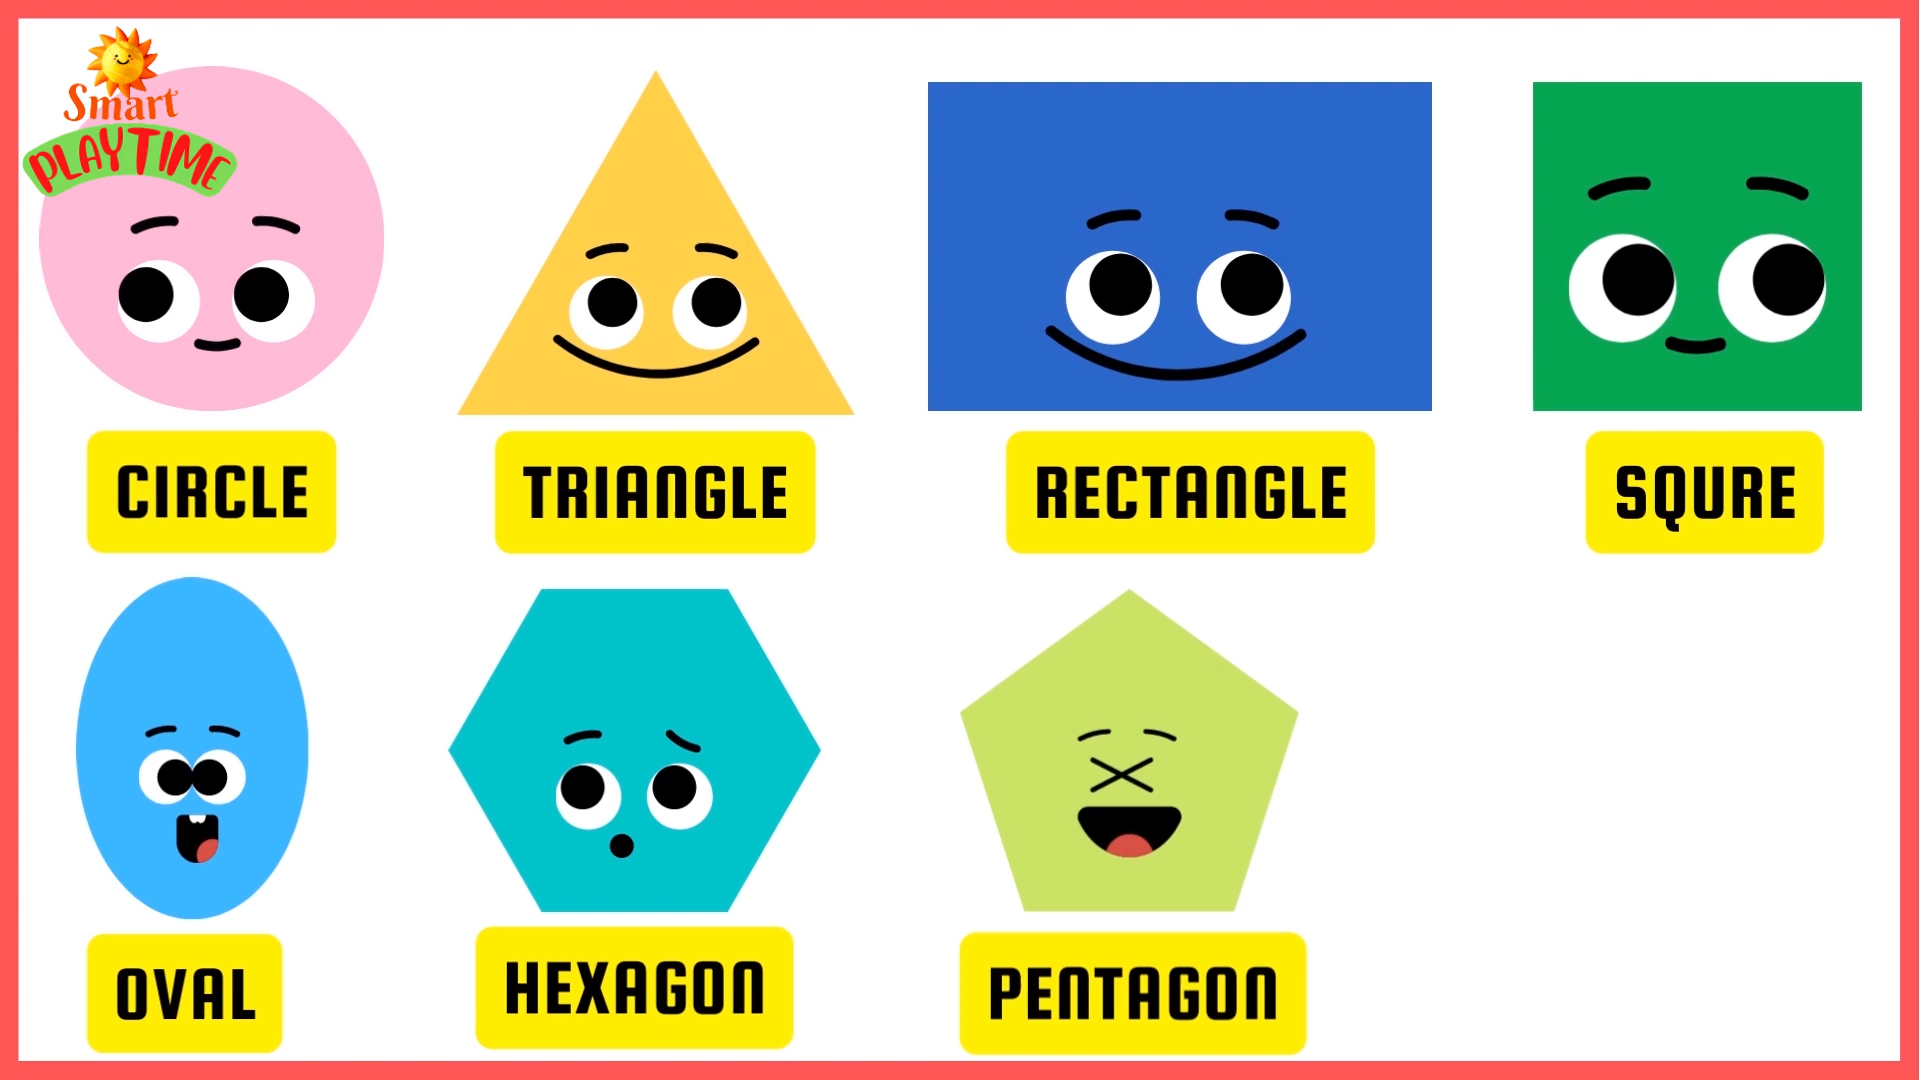 Smart
PLAYTIME
CIRCLE
TRIANGLE
RECTANGLE
SQURE
OVAL
HEXAGON
PENTAGON